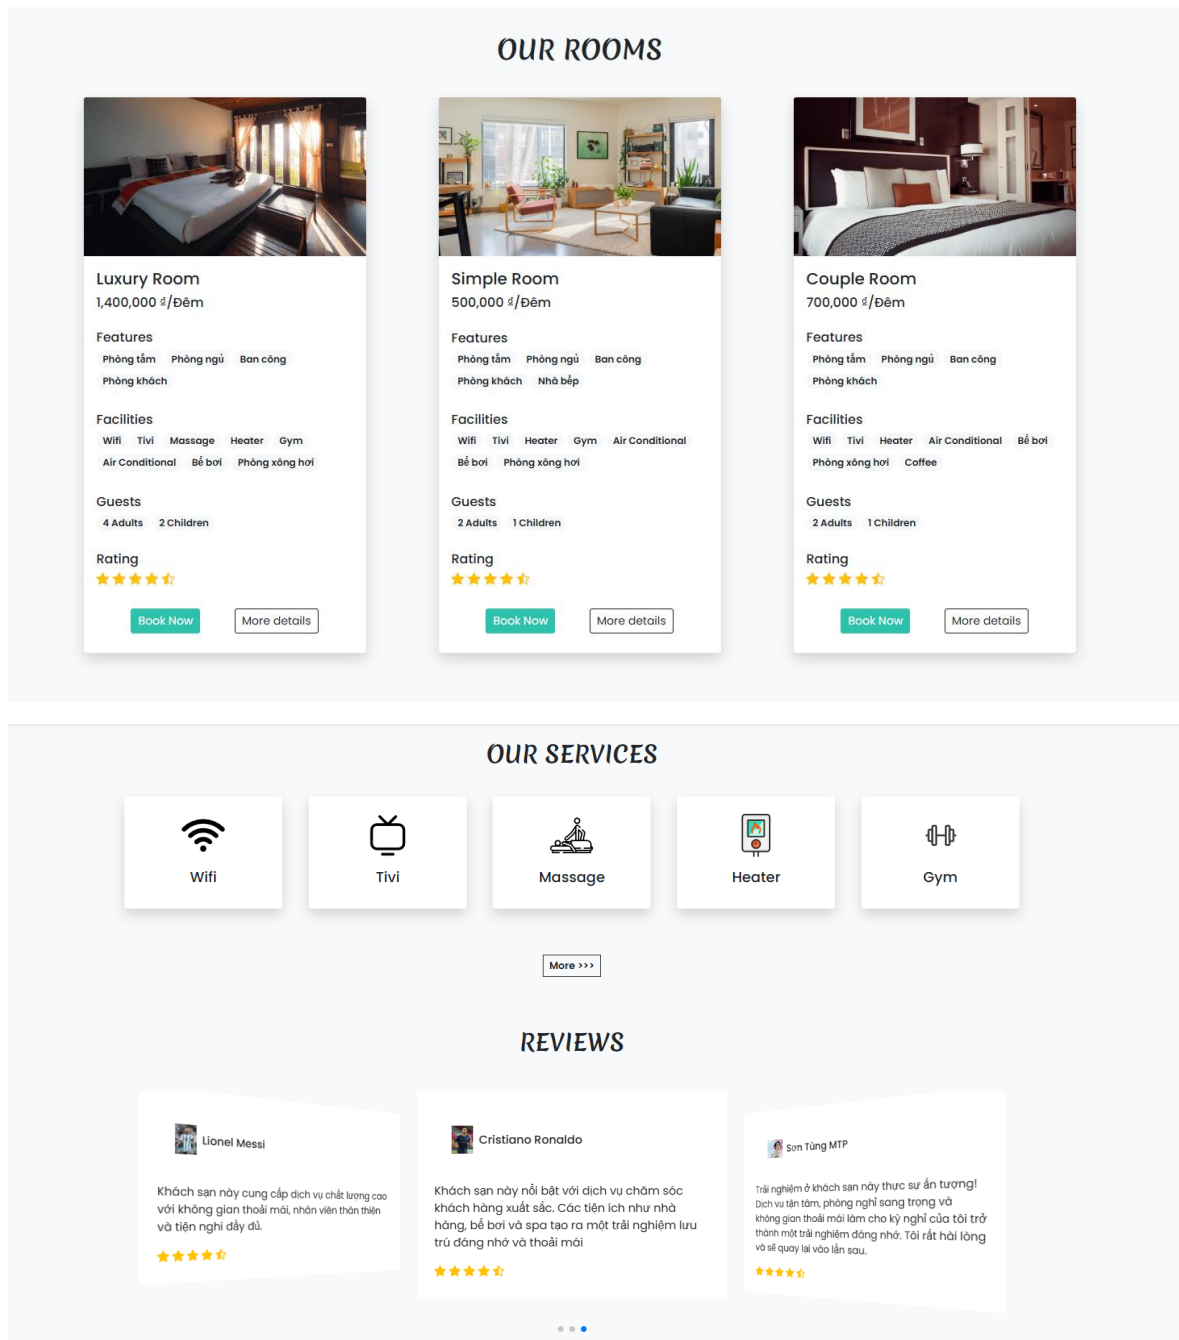 OUR ROOMS
Luxury Room
1,400,000 ₫/Đêm
Features
Phòng tắm Phòng ngủ Ban công
Phòng khách
Facilities
Wifi Tivi Massage Heater Gym
Air Conditional Bể bơi Phòng xông hơi
Guests
4 Adults 2 Children
Rating
Book Now More details
Simple Room
500,000 ₫/Đêm
Features
Phòng tắm Phòng ngủ Ban công
Phòng khách Nhà bếp
Facilities
Wifi Tivi Heater Gym Air Conditional
Bể bơi Phòng xông hơi
Guests
2 Adults 1 Children
Rating
Book Now More details
Couple Room
700,000 ₫/Đêm
Features
Phòng tắm Phòng ngủ Ban công
Phòng khách
Facilities
Wifi Tivi Heater Air Conditional Bể bơi
Phòng xông hơi Coffee
Guests
2 Adults 1 Children
Rating
Book Now More details
OUR SERVICES
Wifi
Tivi
Massage
Heater
Gym
More >>>
REVIEWS
Lionel Messi
Khách sạn này cung cấp dịch vụ chất lượng cao
với không gian thoải mái, nhân viên thân thiện
và tiện nghi đầy đủ.
Cristiano Ronaldo
Khách sạn này nổi bật với dịch vụ chăm sóc
khách hàng xuất sắc. Các tiện ích như nhà
hàng, bể bơi và spa tạo ra một trải nghiệm lưu
trú đáng nhớ và thoải mái
Sơn Tùng MTP
Trải nghiệm ở khách sạn này thực sự ấn tượng!
Dịch vụ tận tâm, phòng nghỉ sang trọng và
không gian thoải mái làm cho kỳ nghỉ của tôi trở
thành một trải nghiệm đáng nhớ. Tôi rất hài lòng
và sẽ quay lại vào lần sau.